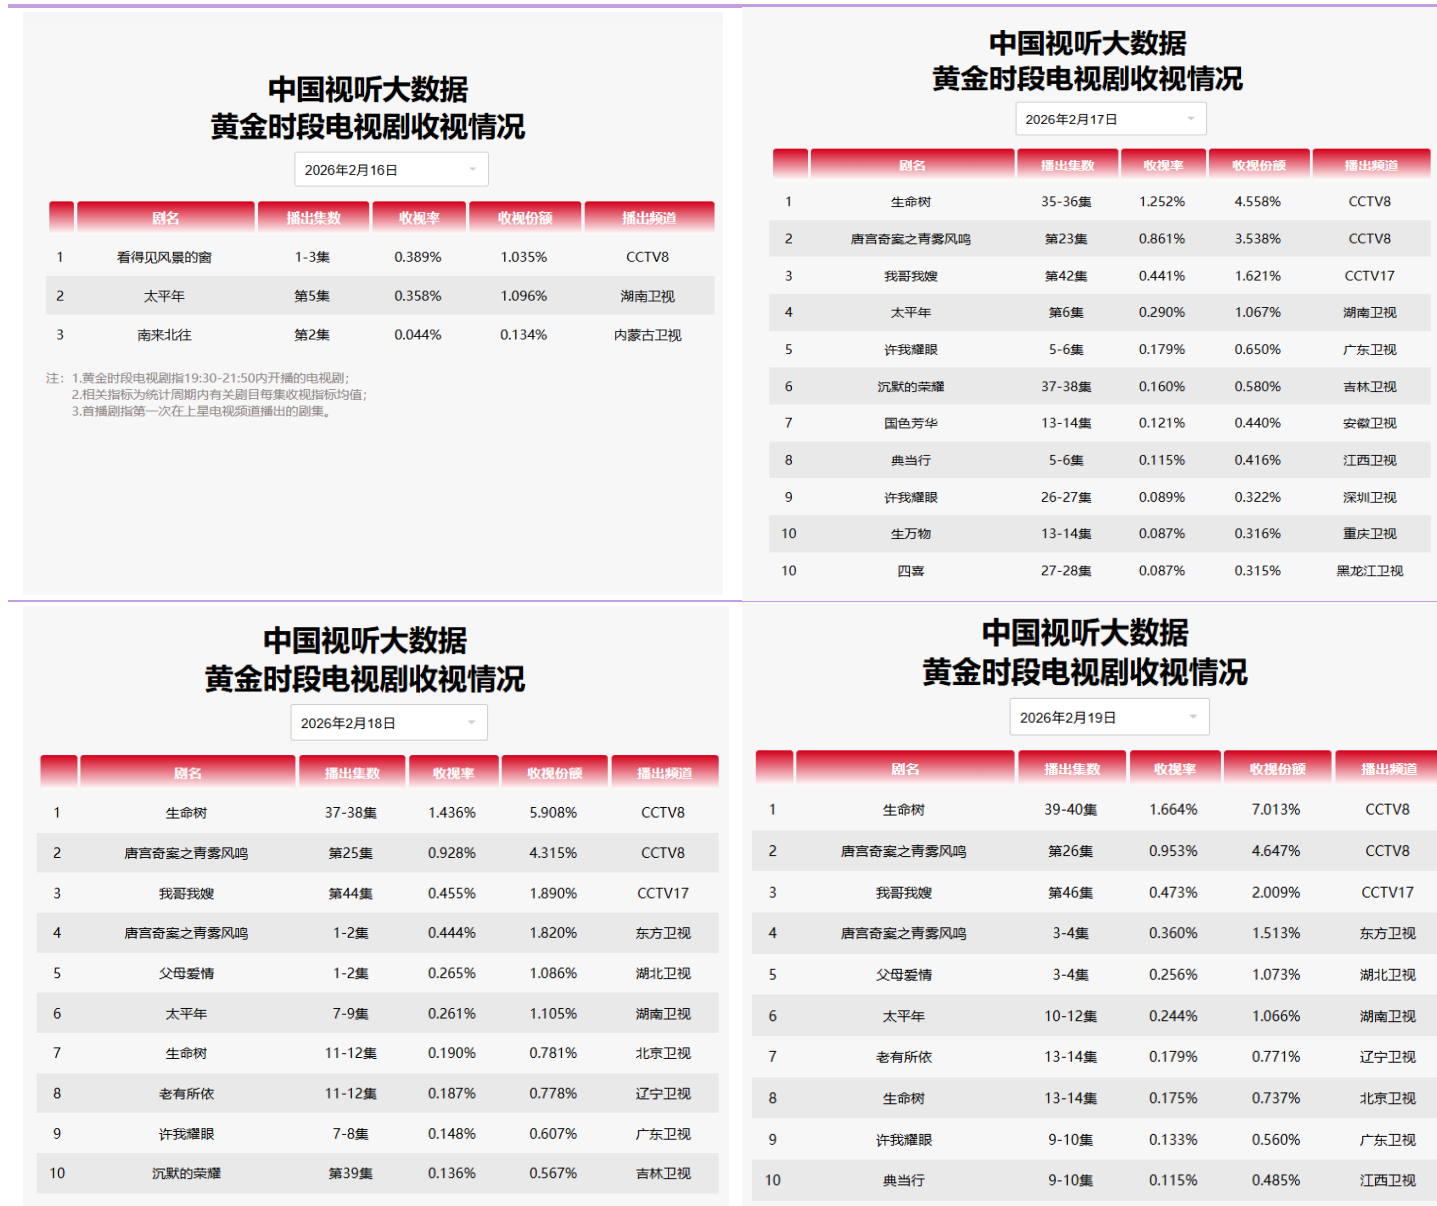 中国视听大数据
黄金时段电视剧收视情况
2026年2月16日
剧名 播出集数 收视率 收视份额 播出频道
1 看得见风景的窗 1-3集 0.389% 1.035% CCTV8
2 太平年 第5集 0.358% 1.096% 湖南卫视
3 南来北往 第2集 0.044% 0.134% 内蒙古卫视
注：1.黄金时段电视剧指19:30-21:50内开播的电视剧；
2.相关指标为统计周期内有关剧目每集收视指标均值；
3.首播剧指第一次在上星电视频道播出的剧集。
中国视听大数据
黄金时段电视剧收视情况
2026年2月17日
剧名 播出集数 收视率 收视份额 播出频道
1 生命树 35-36集 1.252% 4.558% CCTV8
2 唐宫奇案之青雾风鸣 第23集 0.861% 3.538% CCTV8
3 我哥我嫂 第42集 0.441% 1.621% CCTV17
4 太平年 第6集 0.290% 1.067% 湖南卫视
5 许我耀眼 5-6集 0.179% 0.650% 广东卫视
6 沉默的荣耀 37-38集 0.160% 0.580% 吉林卫视
7 国色芳华 13-14集 0.121% 0.440% 安徽卫视
8 典当行 5-6集 0.115% 0.416% 江西卫视
9 许我耀眼 26-27集 0.089% 0.322% 深圳卫视
10 生万物 13-14集 0.087% 0.316% 重庆卫视
10 四喜 27-28集 0.087% 0.315% 黑龙江卫视
中国视听大数据
黄金时段电视剧收视情况
2026年2月18日
剧名 播出集数 收视率 收视份额 播出频道
1 生命树 37-38集 1.436% 5.908% CCTV8
2 唐宫奇案之青雾风鸣 第25集 0.928% 4.315% CCTV8
3 我哥我嫂 第44集 0.455% 1.890% CCTV17
4 唐宫奇案之青雾风鸣 1-2集 0.444% 1.820% 东方卫视
5 父母爱情 1-2集 0.265% 1.086% 湖北卫视
6 太平年 7-9集 0.261% 1.105% 湖南卫视
7 生命树 11-12集 0.190% 0.781% 北京卫视
8 老有所依 11-12集 0.187% 0.778% 辽宁卫视
9 许我耀眼 7-8集 0.148% 0.607% 广东卫视
10 沉默的荣耀 第39集 0.136% 0.567% 吉林卫视
中国视听大数据
黄金时段电视剧收视情况
2026年2月19日
剧名 播出集数 收视率 收视份额 播出频道
1 生命树 39-40集 1.664% 7.013% CCTV8
2 唐宫奇案之青雾风鸣 第26集 0.953% 4.647% CCTV8
3 我哥我嫂 第46集 0.473% 2.009% CCTV17
4 唐宫奇案之青雾风鸣 3-4集 0.360% 1.513% 东方卫视
5 父母爱情 3-4集 0.256% 1.073% 湖北卫视
6 太平年 10-12集 0.244% 1.066% 湖南卫视
7 老有所依 13-14集 0.179% 0.771% 辽宁卫视
8 生命树 13-14集 0.175% 0.737% 北京卫视
9 许我耀眼 9-10集 0.133% 0.560% 广东卫视
10 典当行 9-10集 0.115% 0.485% 江西卫视